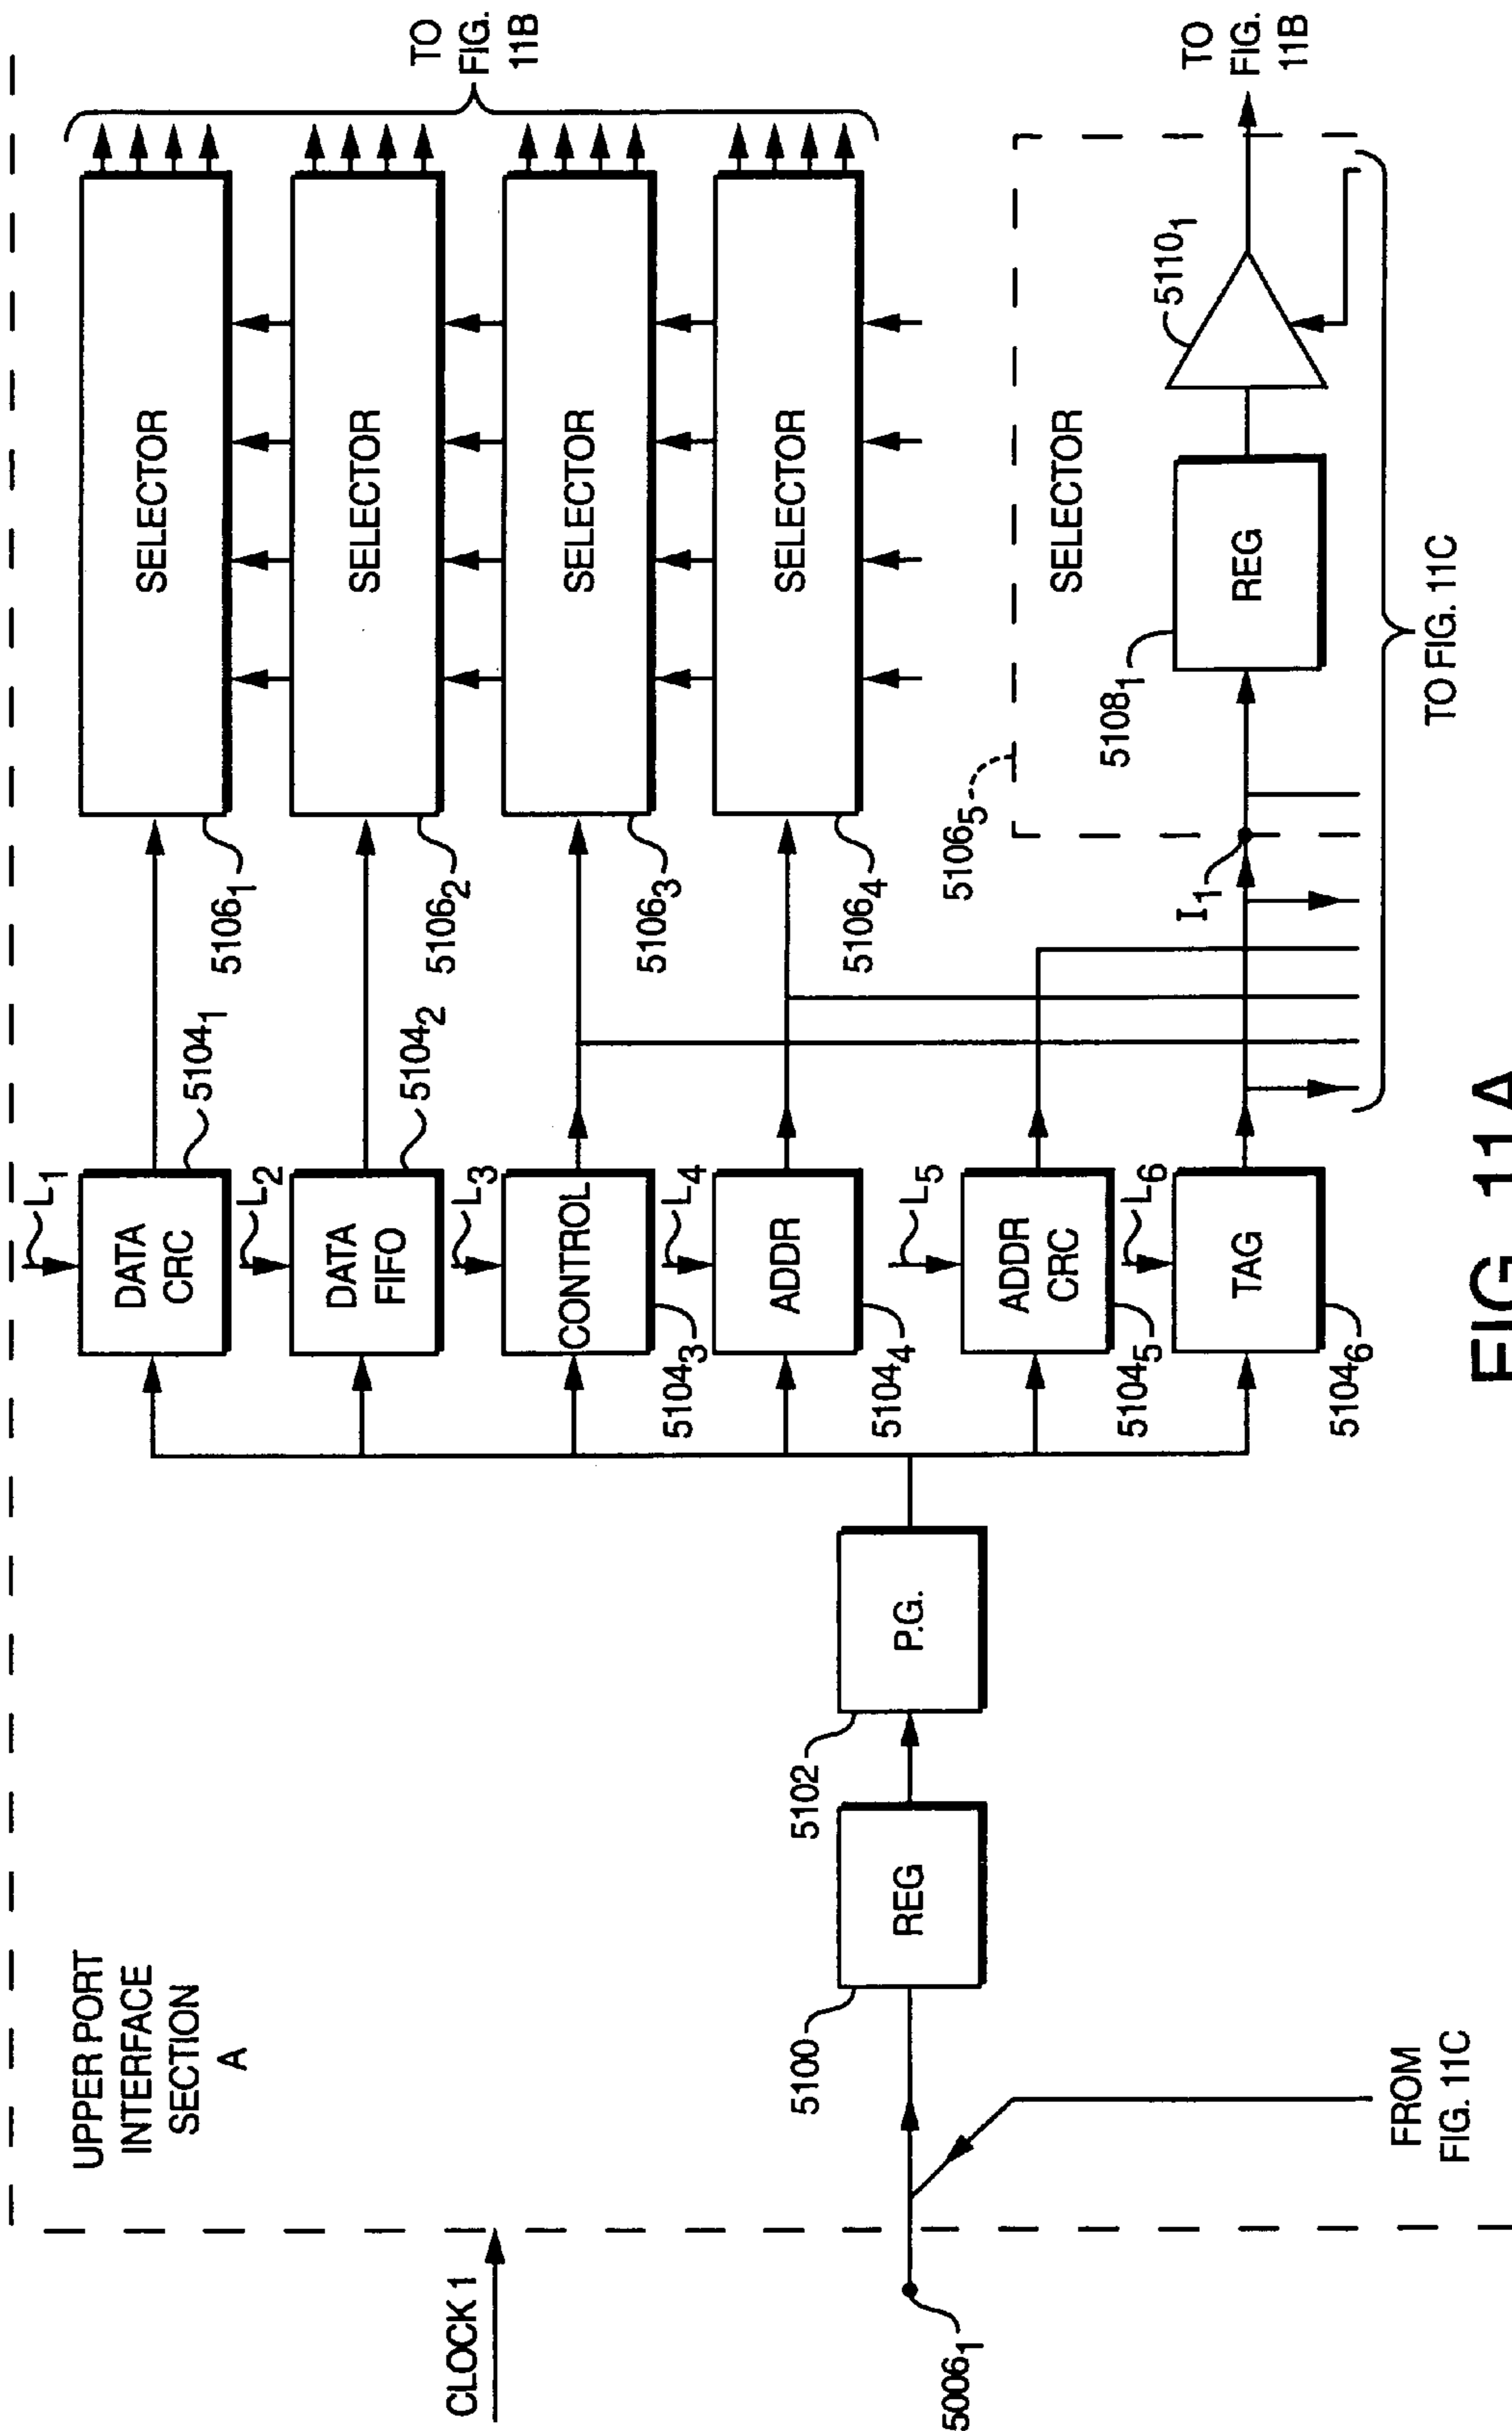 UPPER PORT
INTERFACE
SECTION
A
CLOCK 1
5006₁
FROM
FIG. 11C
5100
REG
5102
P.G.
L₁
DATA
CRC
5104₁
L₂
DATA
FIFO
5104₂
L₃
CONTROL
5104₃
L₄
ADDR
5104₄
L₅
ADDR
CRC
5104₅
L₆
TAG
5104₆
SELECTOR
5106₁
SELECTOR
5106₂
SELECTOR
5106₃
SELECTOR
5106₄
TO
FIG.
11B
5106₅
SELECTOR
I₁
5108₁
REG
5110₁
TO
FIG.
11B
TO FIG. 11C
FIG. 11A